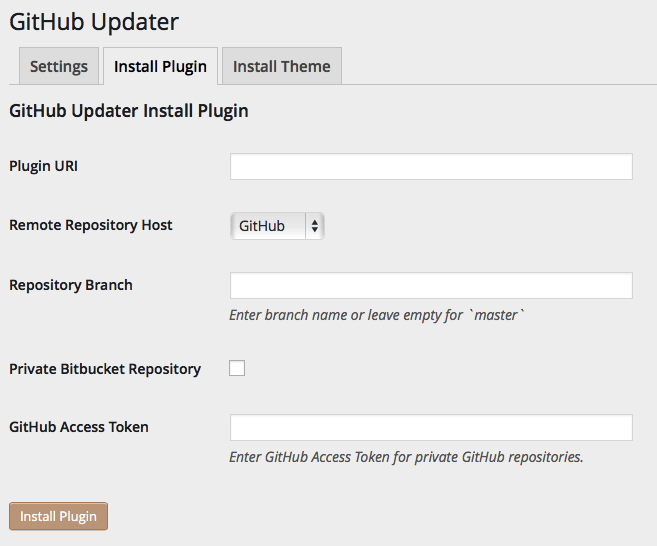 GitHub Updater
Settings
Install Plugin
Install Theme
GitHub Updater Install Plugin
Plugin URI
Remote Repository Host
GitHub
Repository Branch
Enter branch name or leave empty for `master`
Private Bitbucket Repository
GitHub Access Token
Enter GitHub Access Token for private GitHub repositories.
Install Plugin